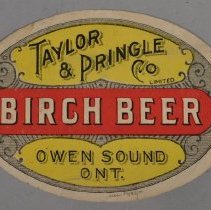 TAYLOR
& PRINGLE
CO
LIMITED
BIRCH BEER
OWEN SOUND
ONT.